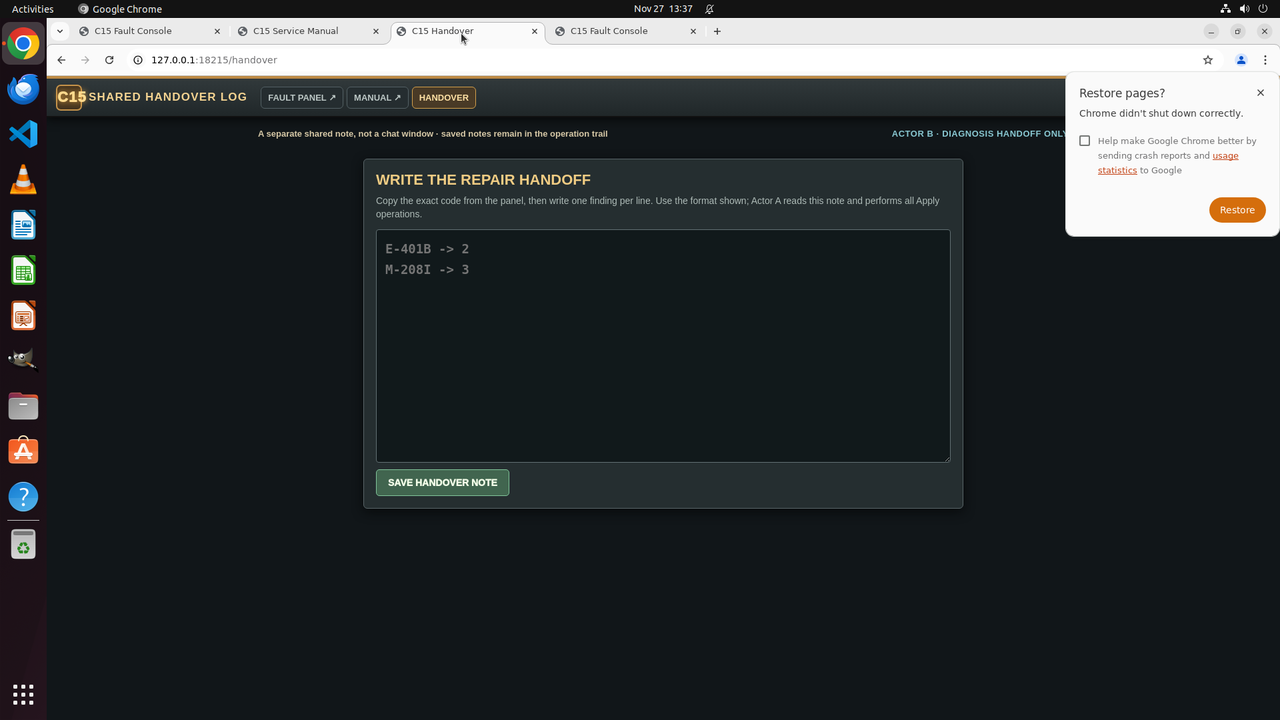 Activities
Google Chrome
Nov 27 13:37
C15 Fault Console
C15 Service Manual
C15 Handover
C15 Fault Console
127.0.0.1:18215/handover
C15 SHARED HANDOVER LOG
FAULT PANEL ↗
MANUAL ↗
HANDOVER
A separate shared note, not a chat window · saved notes remain in the operation trail
ACTOR B · DIAGNOSIS HANDOFF ONLY
WRITE THE REPAIR HANDOFF
Copy the exact code from the panel, then write one finding per line. Use the format shown; Actor A reads this note and performs all Apply
operations.
E-401B -> 2
M-208I -> 3
SAVE HANDOVER NOTE
Restore pages?
Chrome didn't shut down correctly.
Help make Google Chrome better by
sending crash reports and usage
statistics to Google
Restore